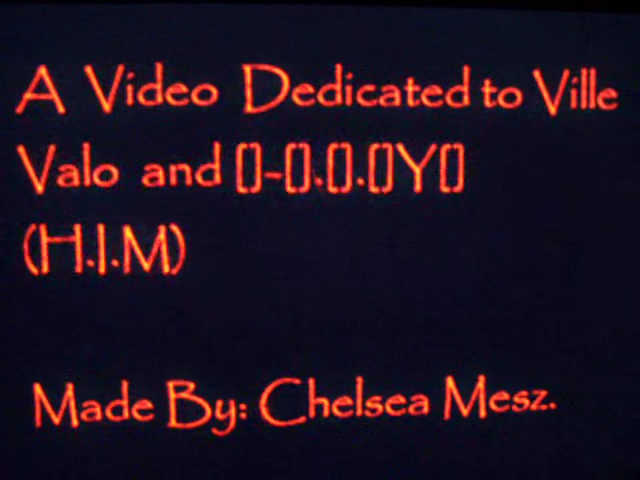 A Video Dedicated to Ville
Valo and []-[].[].[]Y[]
(H.I.M)
Made By: Chelsea Mesz.